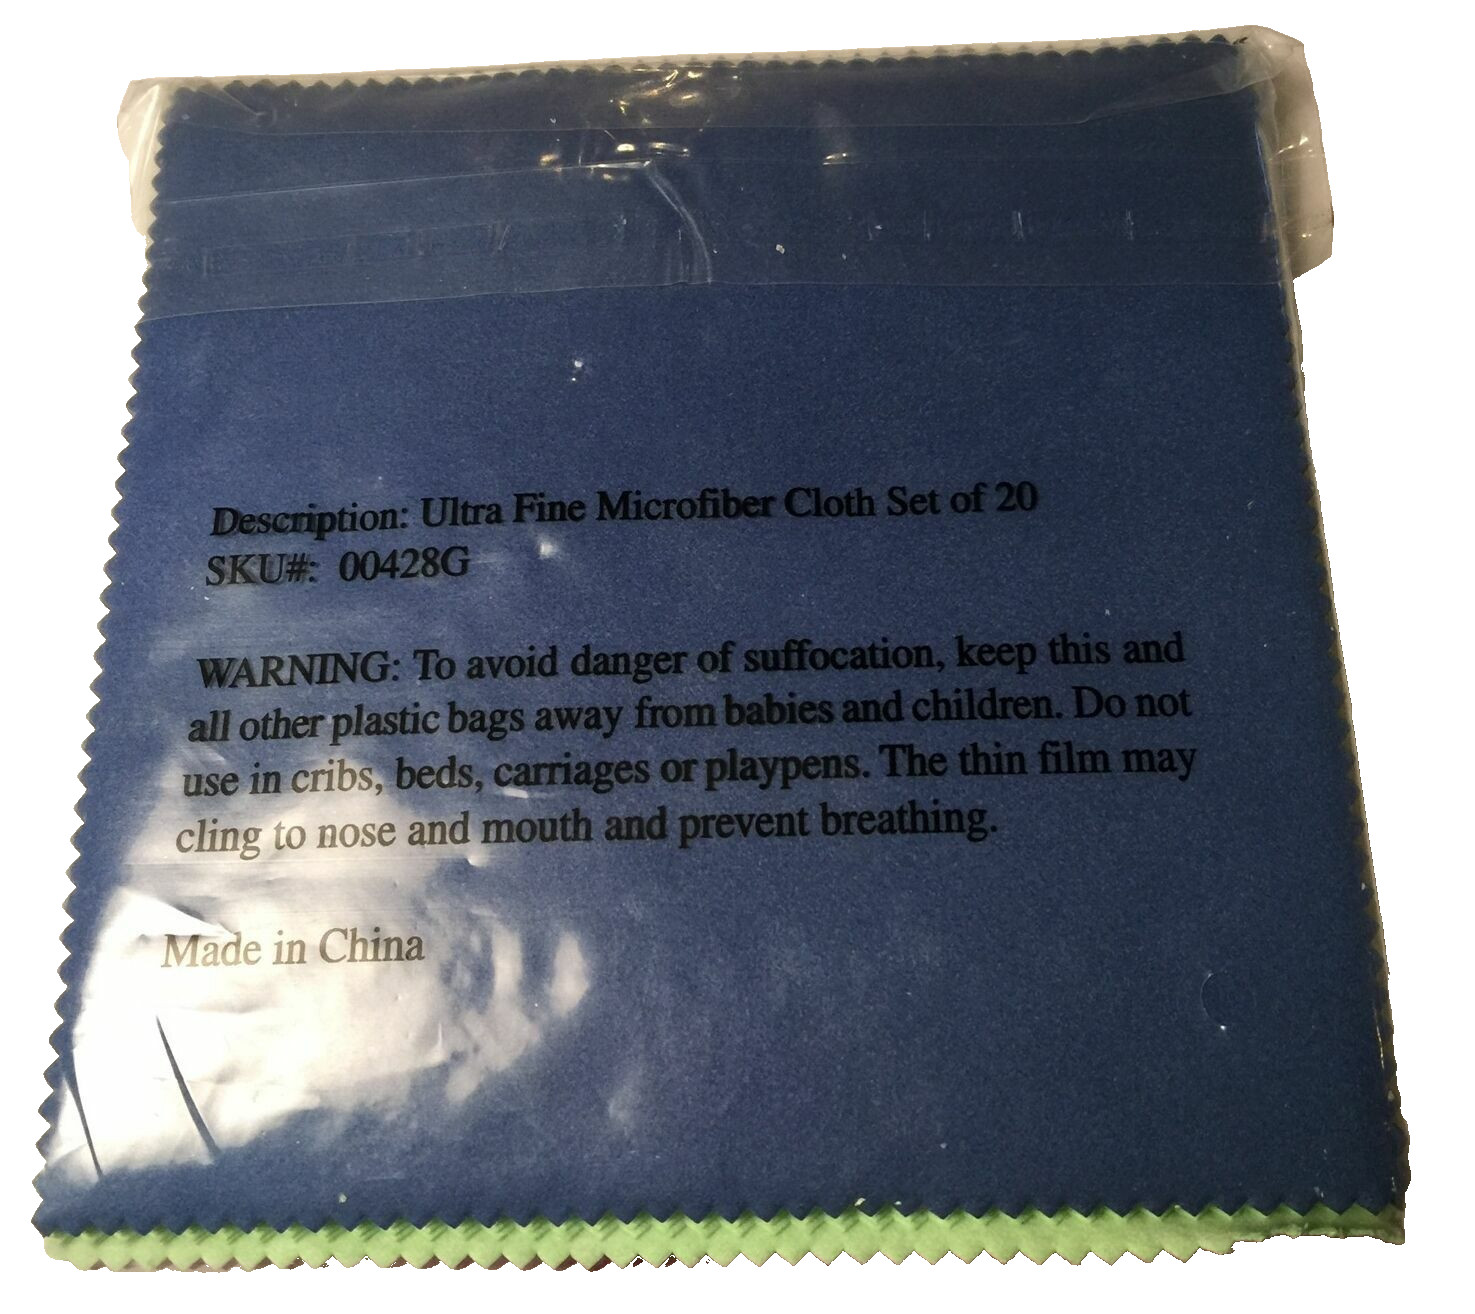 Description: Ultra Fine Microfiber Cloth Set of 20
SKU#: 00428G
WARNING: To avoid danger of suffocation, keep this and
all other plastic bags away from babies and children. Do not
use in cribs, beds, carriages or playpens. The thin film may
cling to nose and mouth and prevent breathing.
Made in China